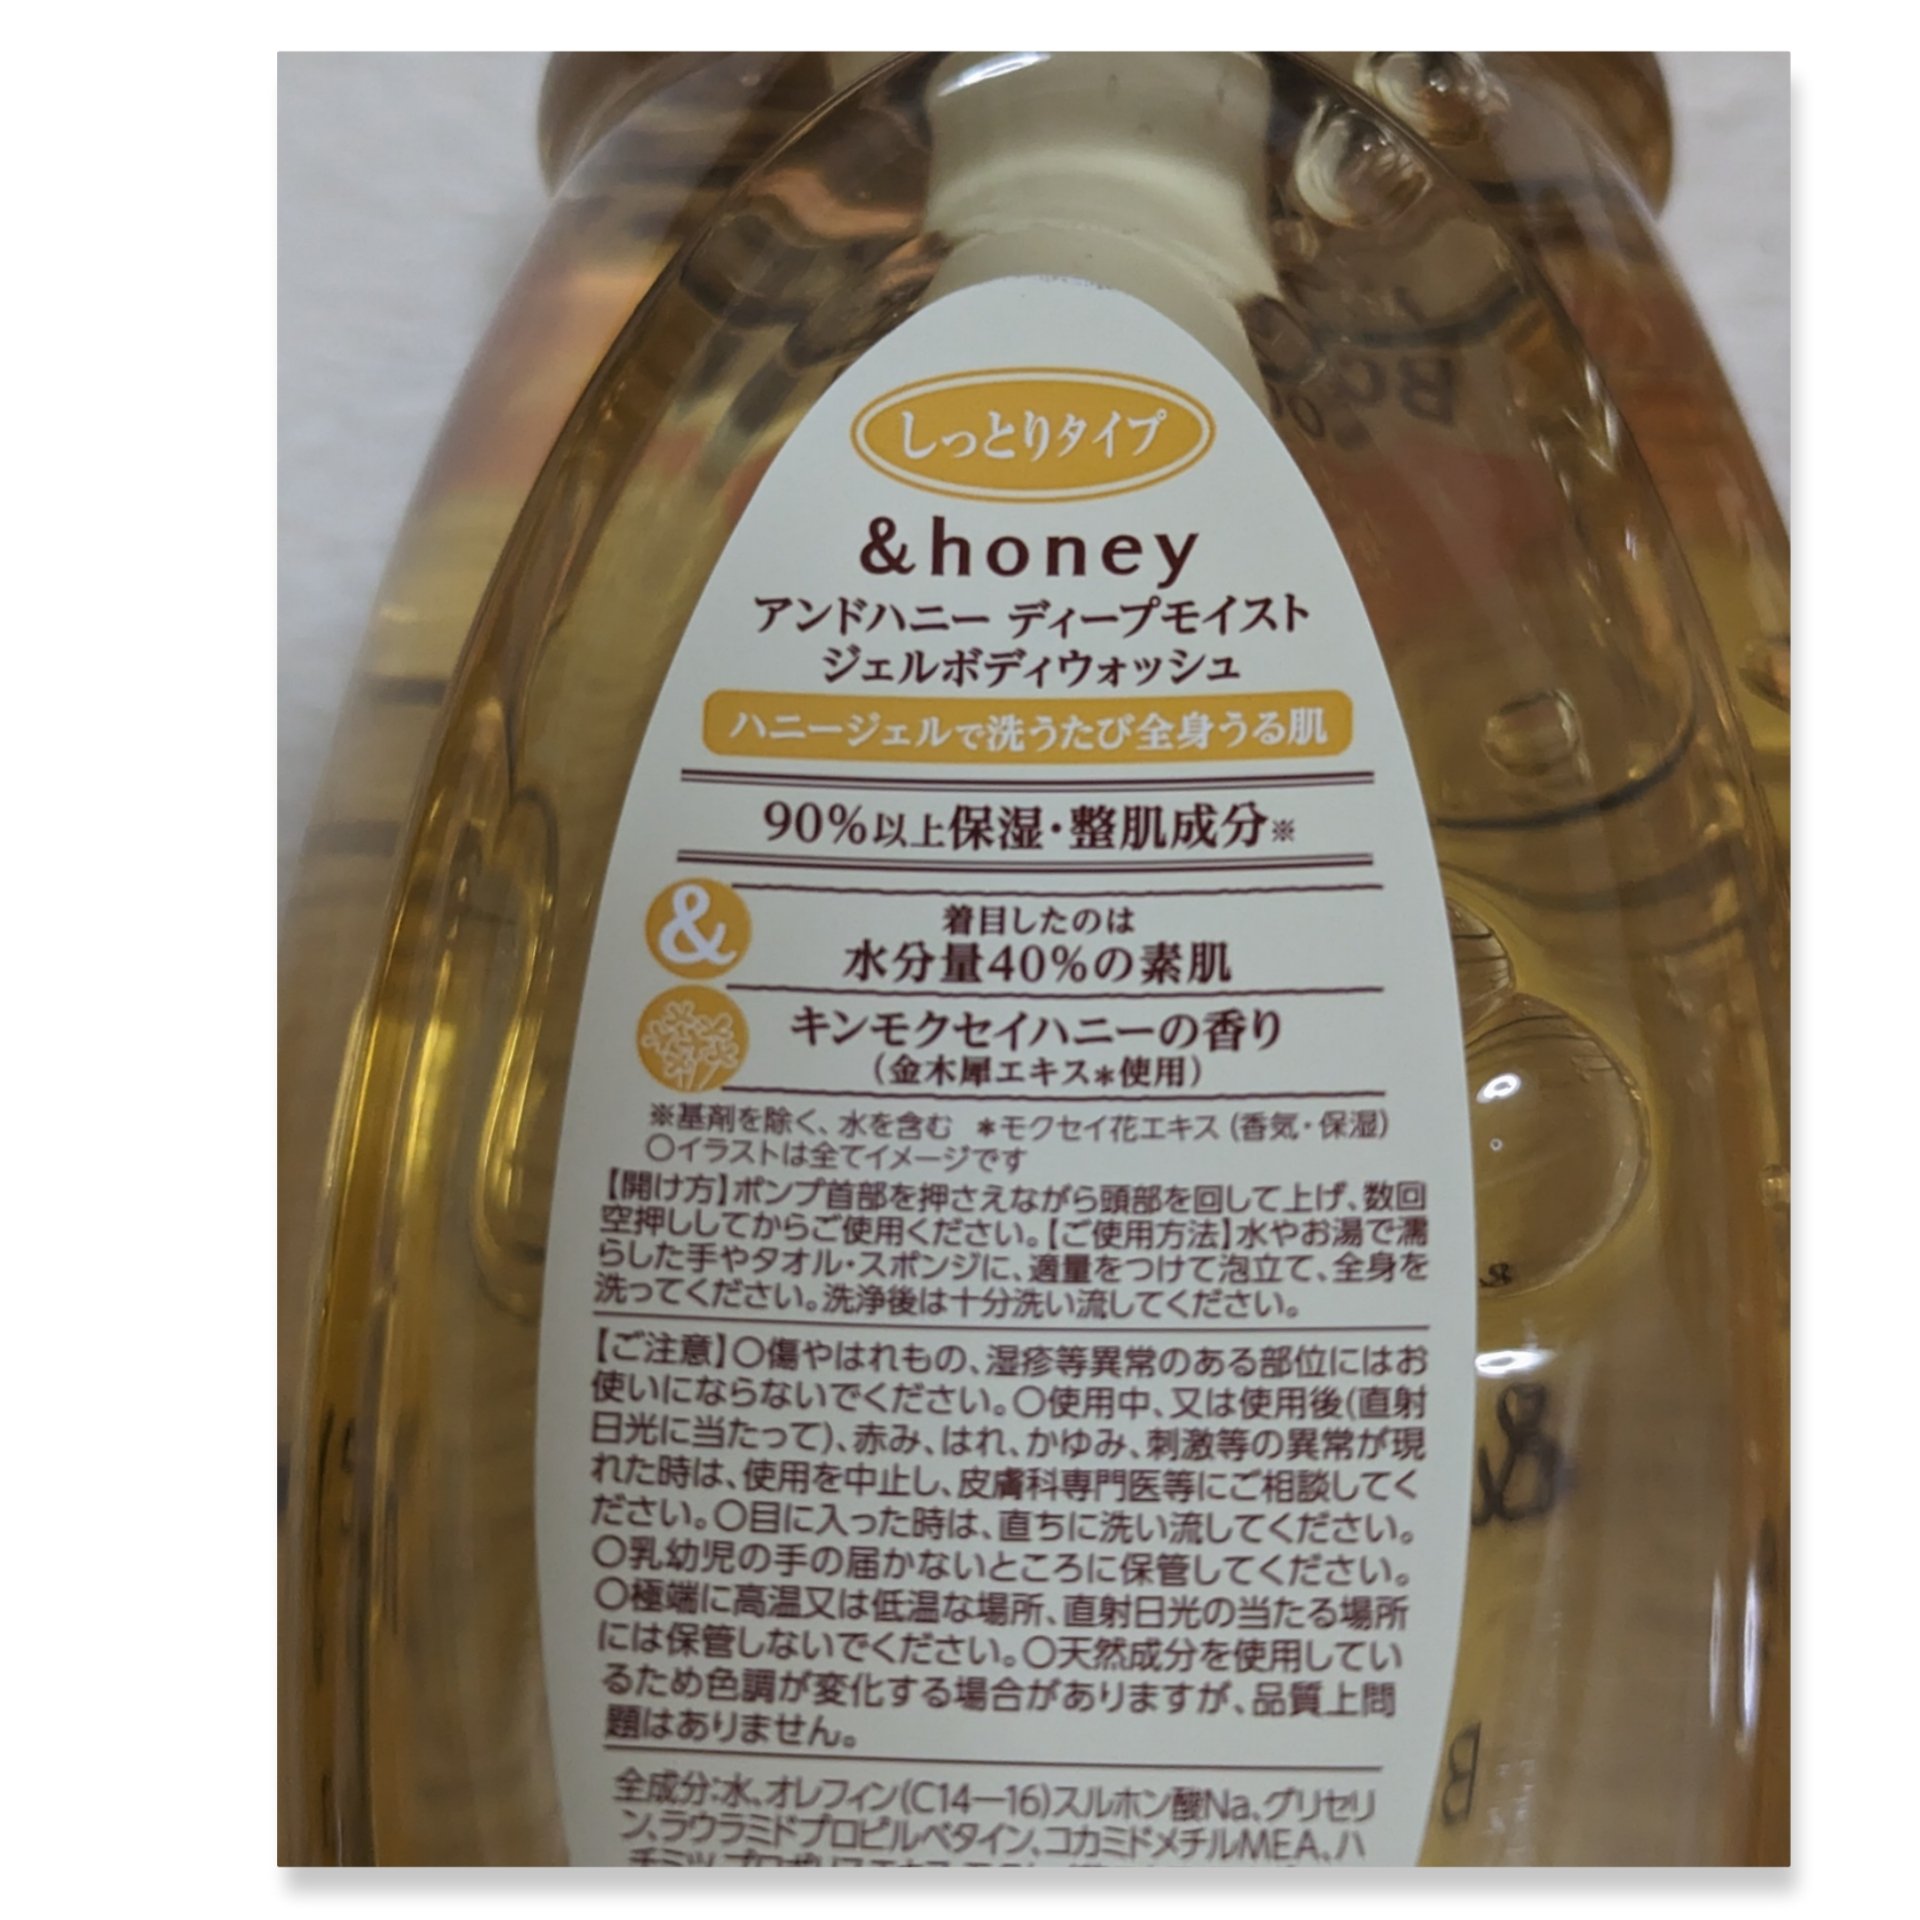 しっとりタイプ
&honey
アンドハニー ディープモイスト
ジェルボディウォッシュ
ハニージェルで洗うたび全身うる肌
90%以上保湿・整肌成分※
&
着目したのは
水分量40%の素肌
キンモクセイハニーの香り
(金木犀エキス*使用)
※基剤を除く、水を含む *モクセイ花エキス(香気・保湿)
○イラストは全てイメージです
【開け方】ポンプ首部を押さえながら頭部を回して上げ、数回
空押ししてからご使用ください。【ご使用方法】水やお湯で濡
らした手やタオル・スポンジに、適量をつけて泡立て、全身を
洗ってください。洗浄後は十分洗い流してください。
【ご注意】○傷やはれもの、湿疹等異常のある部位にはお
使いにならないでください。○使用中、又は使用後(直射
日光に当たって)、赤み、はれ、かゆみ、刺激等の異常が現
れた時は、使用を中止し、皮膚科専門医等にご相談してく
ださい。○目に入った時は、直ちに洗い流してください。
○乳幼児の手の届かないところに保管してください。
○極端に高温又は低温な場所、直射日光の当たる場所
には保管しないでください。○天然成分を使用してい
るため色調が変化する場合がありますが、品質上問
題はありません。
全成分:水、オレフィン(C14―16)スルホン酸Na、グリセリ
ン、ラウラミドプロピルベタイン、コカミドメチルMEA、ハ
チミツ、プロポリスエキス